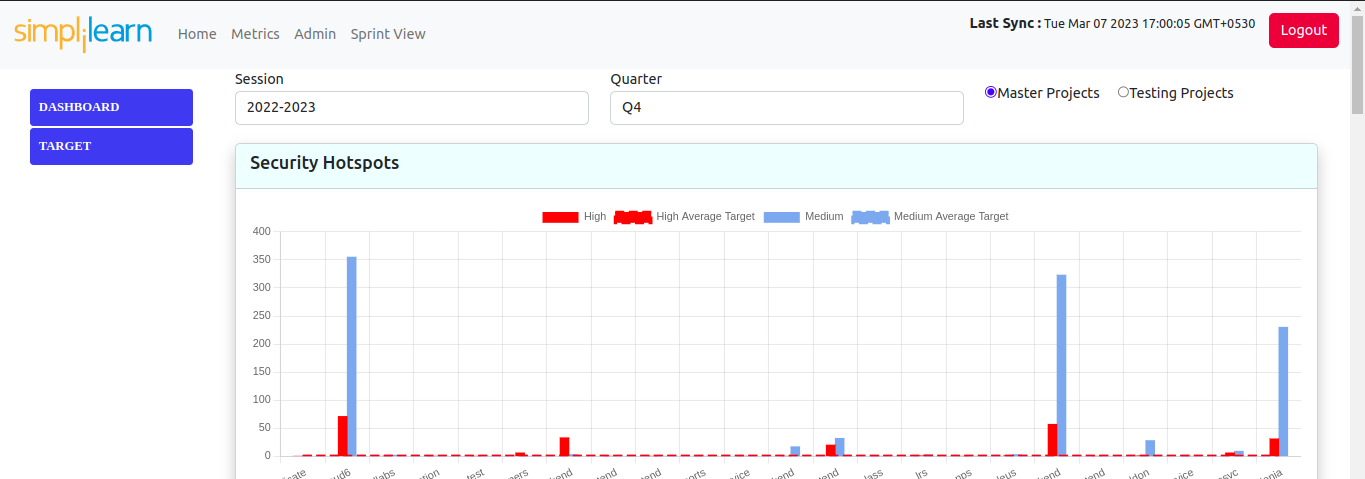 simplilearn
Home Metrics Admin Sprint View
Last Sync : Tue Mar 07 2023 17:00:05 GMT+0530
Logout
DASHBOARD
TARGET
Session
2022-2023
Quarter
Q4
Master Projects Testing Projects
Security Hotspots
High High Average Target Medium Medium Average Target
400
350
300
250
200
150
100
50
0